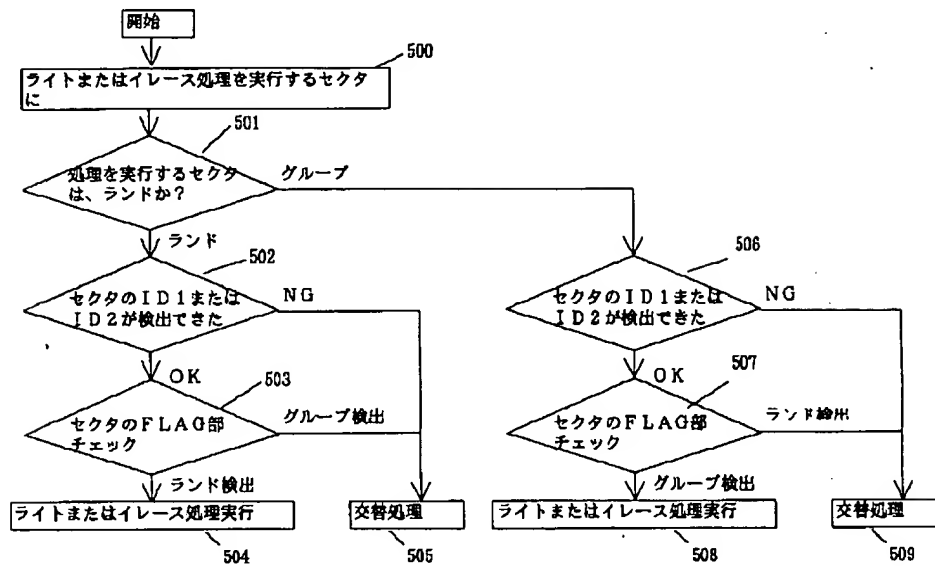 開始
500
ライトまたはイレース処理を実行するセクタ
に
501
処理を実行するセクタ
は、ランドか？
グループ
ランド
502
セクタのＩＤ１または
ＩＤ２が検出できた
ＮＧ
ＯＫ
503
セクタのＦＬＡＧ部
チェック
グループ検出
ランド検出
ライトまたはイレース処理実行
504
交替処理
505
506
セクタのＩＤ１または
ＩＤ２が検出できた
ＮＧ
ＯＫ
507
セクタのＦＬＡＧ部
チェック
ランド検出
グループ検出
ライトまたはイレース処理実行
508
交替処理
509